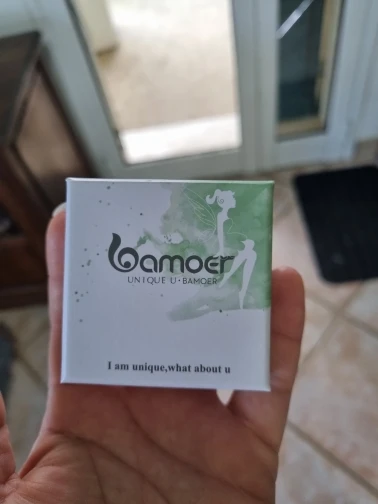 bamoer
UNIQUE U · BAMOER
I am unique,what about u